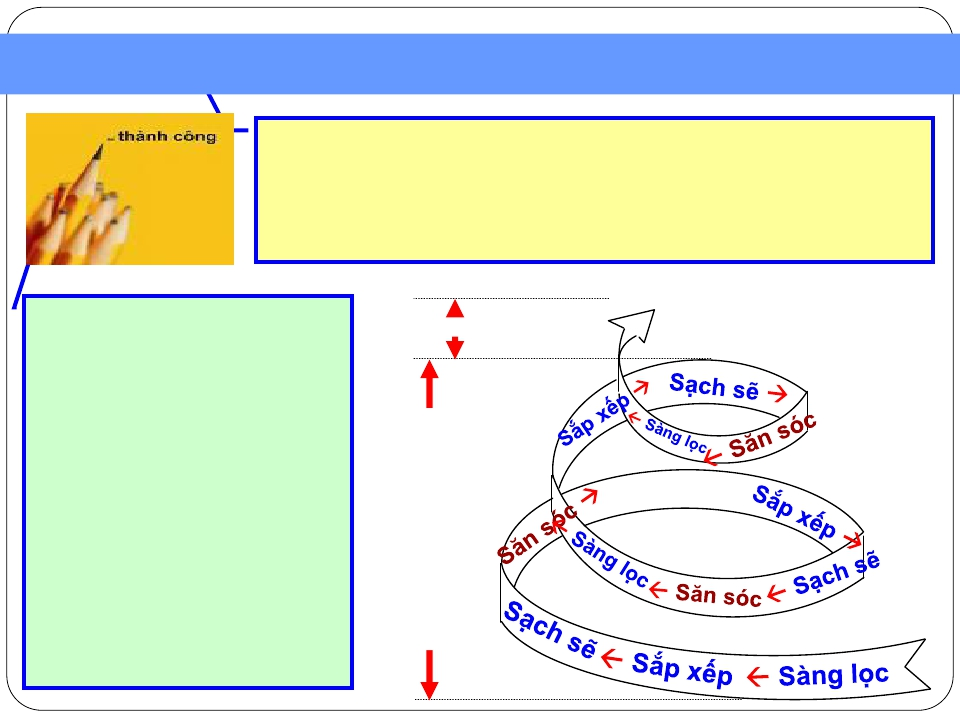 thành công
Sạch sẽ →
Sắp xếp →
← Sàng lọc
← Săn sóc
Sắp xếp →
Săn sóc →
← Sàng lọc
← Săn sóc
← Sạch sẽ
Sạch sẽ ← Sắp xếp ← Sàng lọc